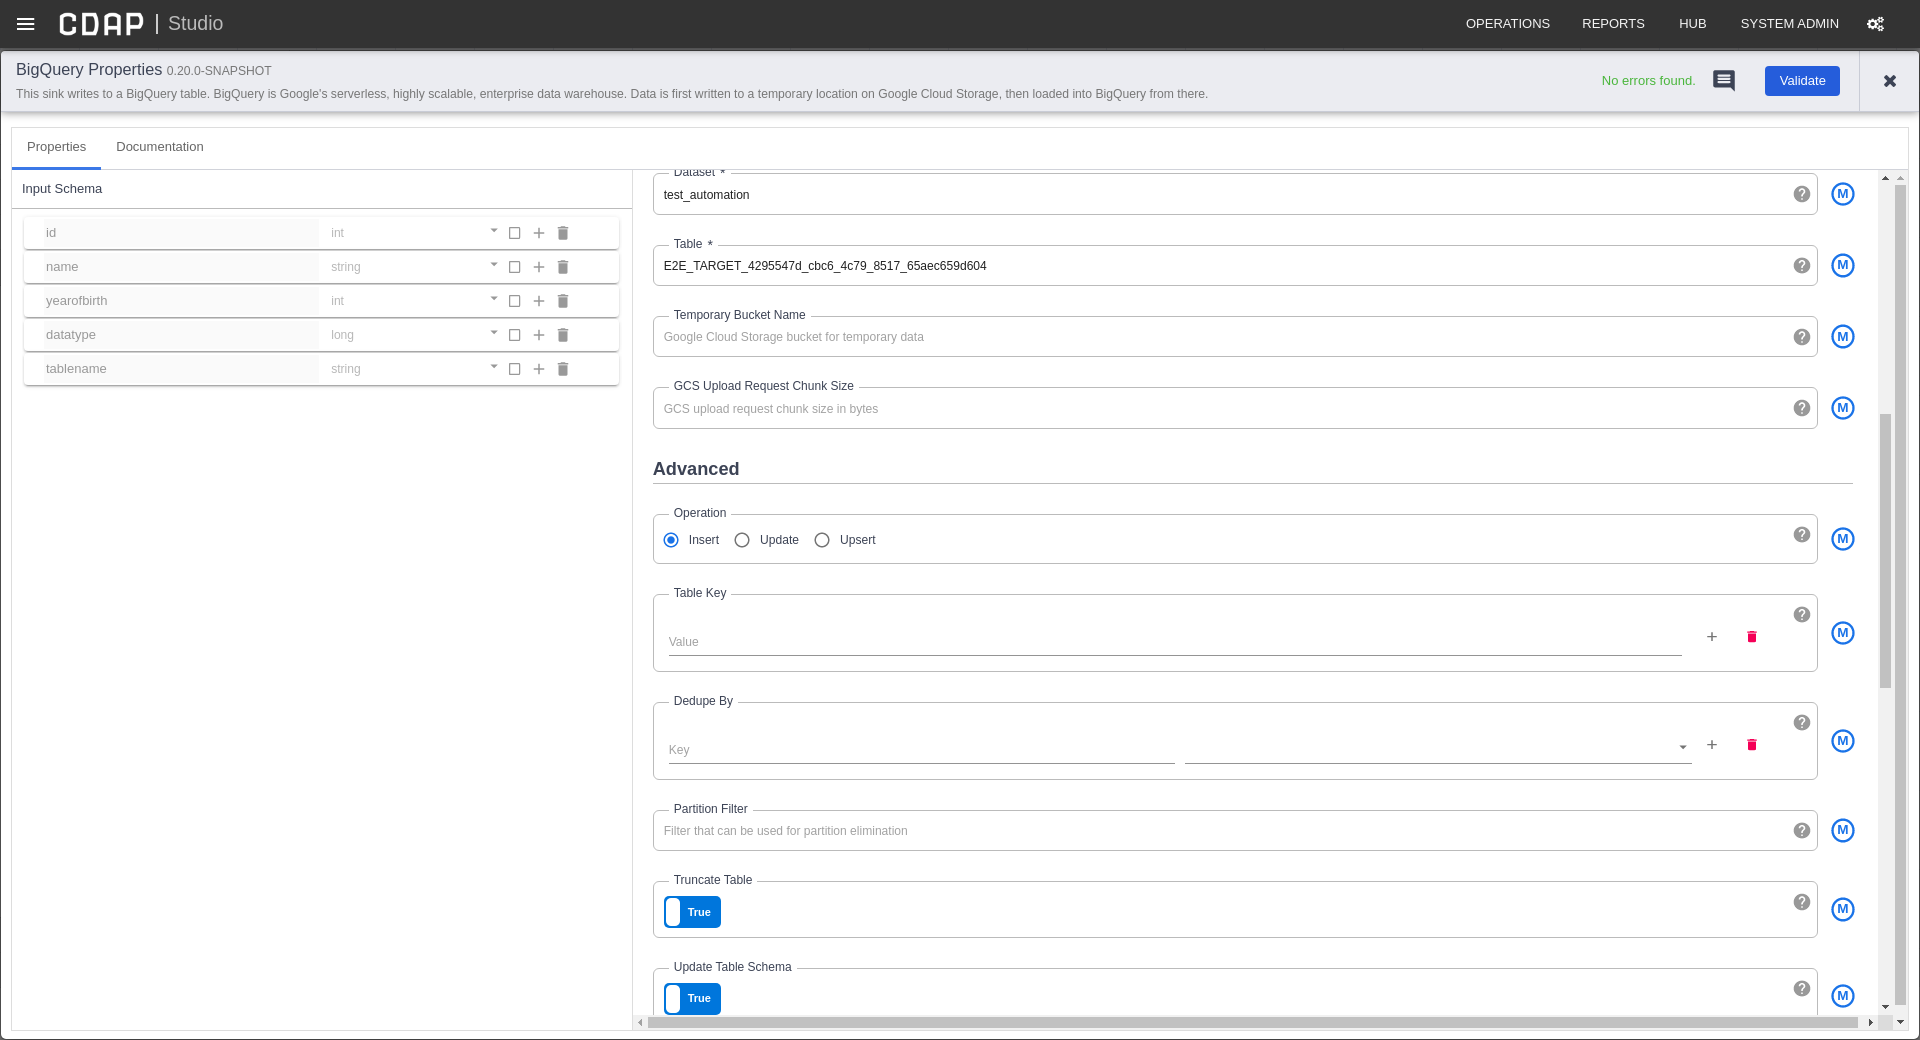 CDAP | Studio
OPERATIONS REPORTS HUB SYSTEM ADMIN
BigQuery Properties 0.20.0-SNAPSHOT
This sink writes to a BigQuery table. BigQuery is Google's serverless, highly scalable, enterprise data warehouse. Data is first written to a temporary location on Google Cloud Storage, then loaded into BigQuery from there.
No errors found.
Validate
Properties Documentation
Input Schema
id int
name string
yearofbirth int
datatype long
tablename string
Dataset *
test_automation
M
Table *
E2E_TARGET_4295547d_cbc6_4c79_8517_65aec659d604
M
Temporary Bucket Name
Google Cloud Storage bucket for temporary data
M
GCS Upload Request Chunk Size
GCS upload request chunk size in bytes
M
Advanced
Operation
Insert Update Upsert
M
Table Key
Value
M
Dedupe By
Key
M
Partition Filter
Filter that can be used for partition elimination
M
Truncate Table
True
M
Update Table Schema
True
M